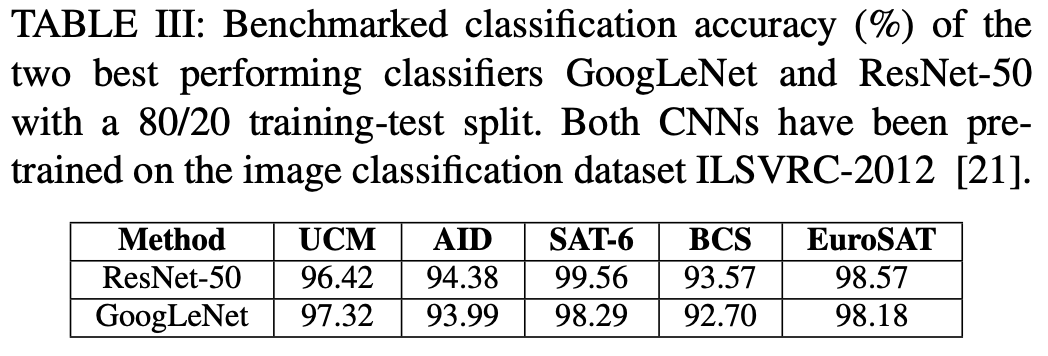 TABLE III: Benchmarked classification accuracy (%) of the
two best performing classifiers GoogLeNet and ResNet-50
with a 80/20 training-test split. Both CNNs have been pre-
trained on the image classification dataset ILSVRC-2012 [21].
Method UCM AID SAT-6 BCS EuroSAT
ResNet-50 96.42 94.38 99.56 93.57 98.57
GoogLeNet 97.32 93.99 98.29 92.70 98.18